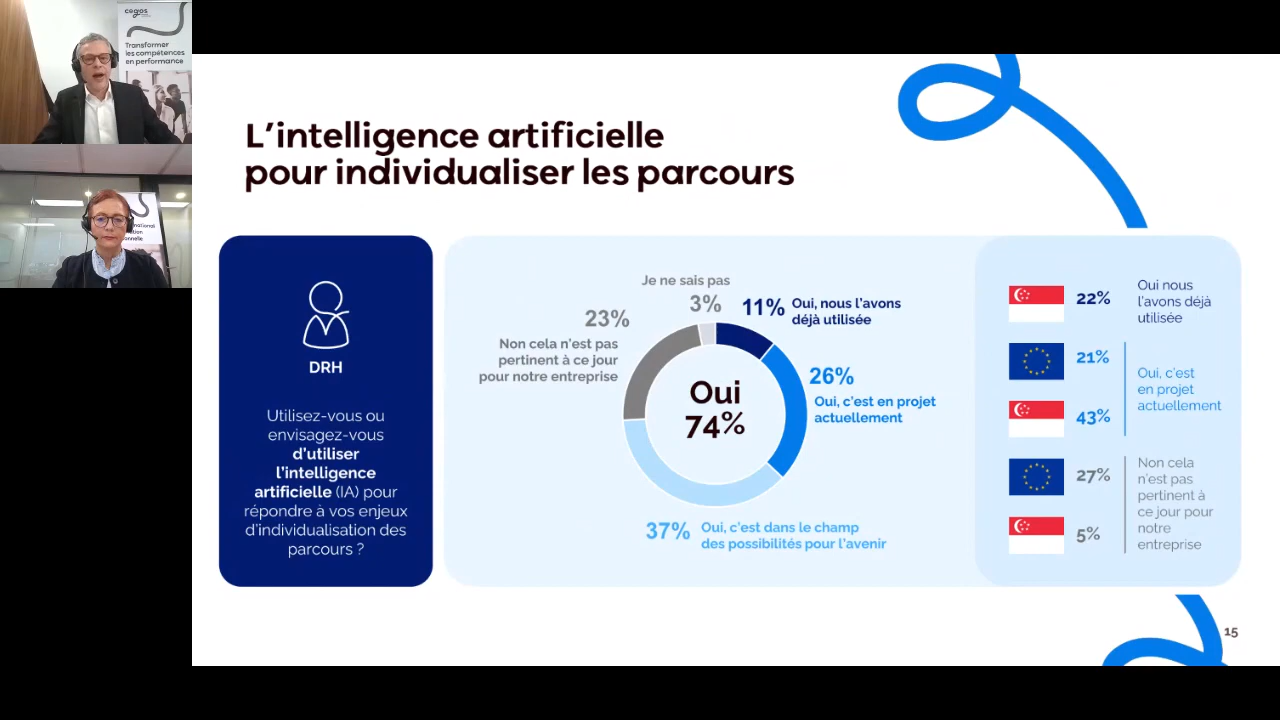 cegos
Transformer
les compétences
en performance
L'intelligence artificielle
pour individualiser les parcours
DRH
Utilisez-vous ou
envisagez-vous
d'utiliser
l'intelligence
artificielle (IA) pour
répondre à vos enjeux
d'individualisation des
parcours ?
Je ne sais pas
3%
11% Oui, nous l'avons
déjà utilisée
23%
Non cela n'est pas
pertinent à ce jour
pour notre entreprise
Oui
74%
26%
Oui, c'est en projet
actuellement
37% Oui, c'est dans le champ
des possibilités pour l'avenir
22%
Oui nous
l'avons déjà
utilisée
21%
43%
Oui, c'est
en projet
actuellement
27%
5%
Non cela
n'est pas
pertinent à
ce jour pour
notre
entreprise
15